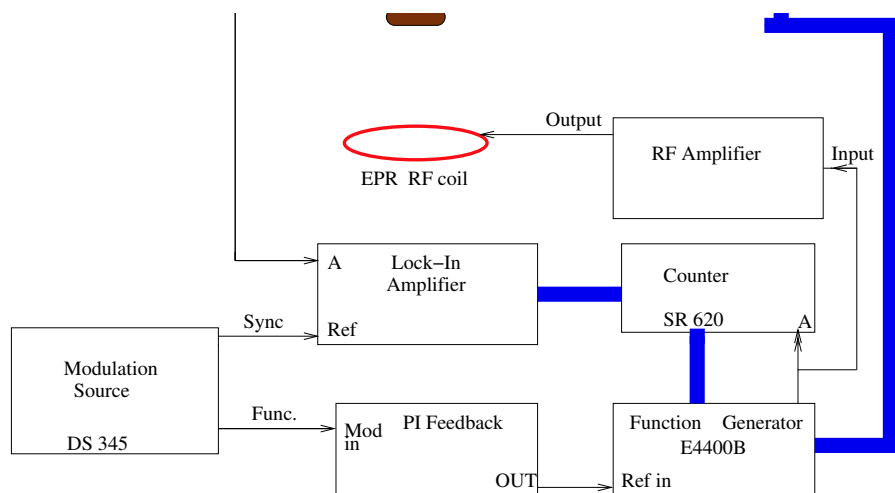 Output
RF Amplifier
Input
EPR RF coil
A
Lock-In
Amplifier
Ref
Counter
SR 620
A
Sync
Modulation
Source
DS 345
Func.
Mod
in
PI Feedback
OUT
Function Generator
E4400B
Ref in